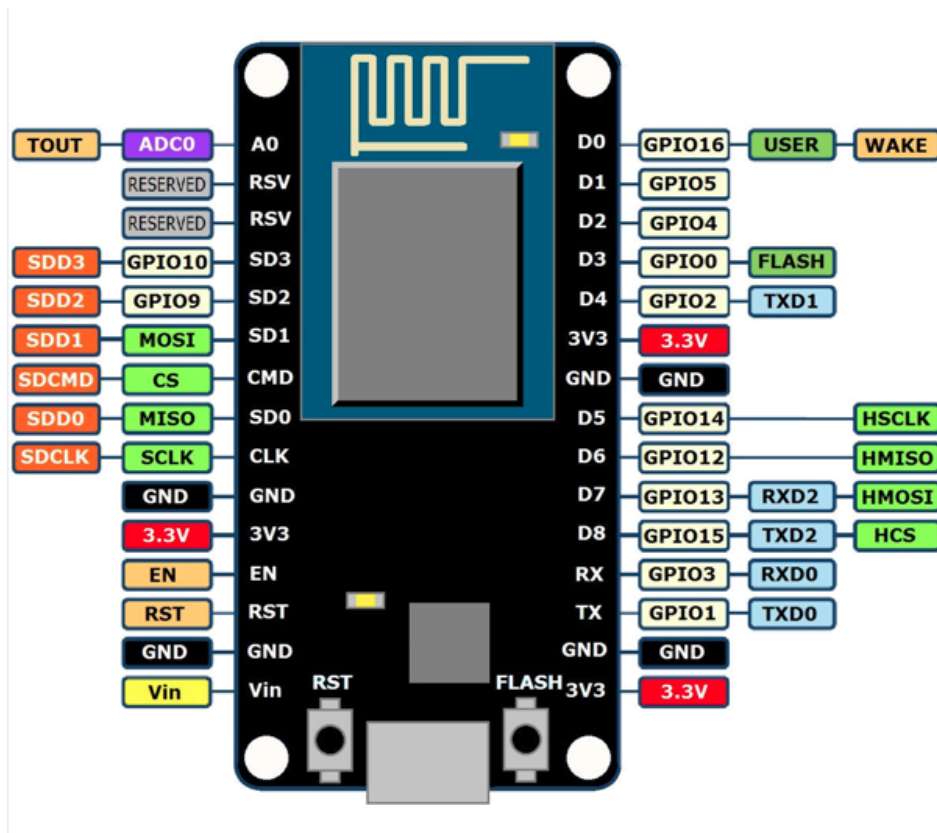 TOUT ADC0 A0 D0 GPIO16 USER WAKE
RESERVED RSV D1 GPIO5
RESERVED RSV D2 GPIO4
SDD3 GPIO10 SD3 D3 GPIO0 FLASH
SDD2 GPIO9 SD2 D4 GPIO2 TXD1
SDD1 MOSI SD1 3V3 3.3V
SDCMD CS CMD GND GND
SDD0 MISO SD0 D5 GPIO14 HSCLK
SDCLK SCLK CLK D6 GPIO12 HMISO
GND GND D7 GPIO13 RXD2 HMOSI
3.3V 3V3 D8 GPIO15 TXD2 HCS
EN EN RX GPIO3 RXD0
RST RST TX GPIO1 TXD0
GND GND GND GND
Vin Vin RST FLASH 3V3 3.3V